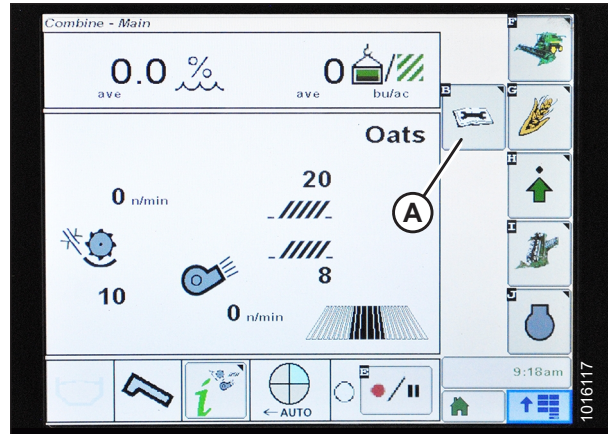 Combine - Main
F
0.0 %
ave
0 /
ave bu/ac
B
G
Oats
H
20
0 n/min
A
I
8
10
0 n/min
J
E
/
i
← AUTO
9:18am
1016117